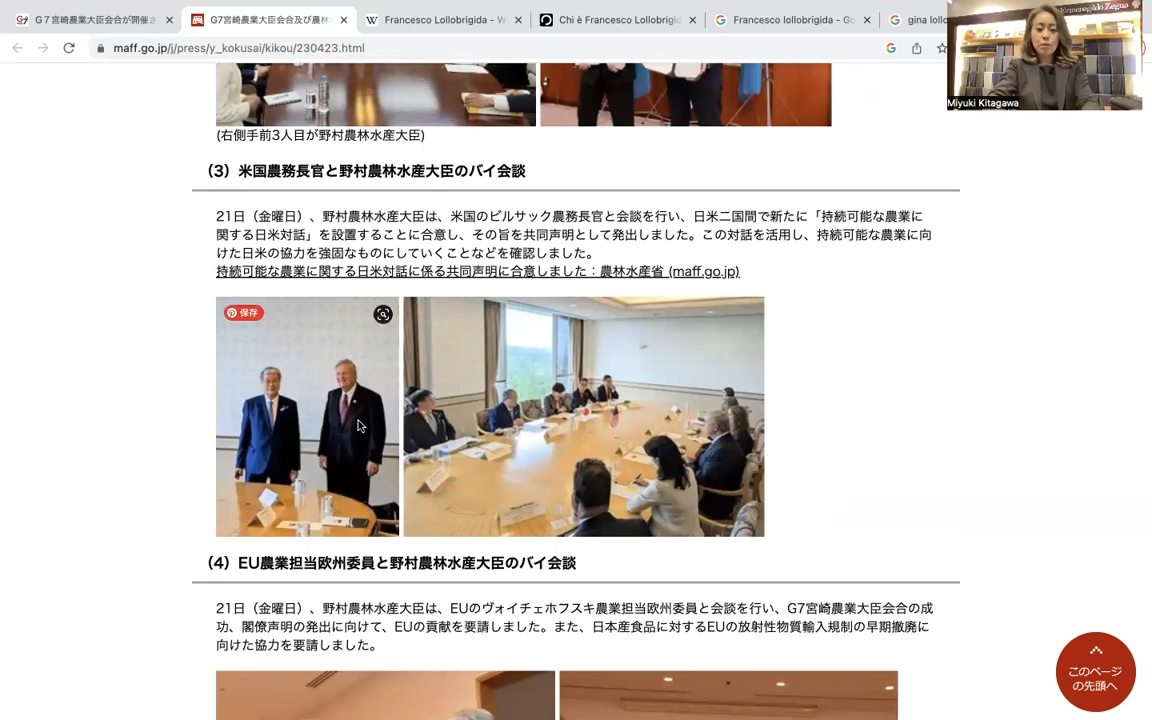 G7宮崎農業大臣会合が開催さ
G7宮崎農業大臣会合及び農林
Francesco Lollobrigida - W
Chi è Francesco Lollobrigid
Francesco lollobrigida - Go
gina lollo
maff.go.jp/j/press/y_kokusai/kikou/230423.html
Ermenegildo Zegna
Miyuki Kitagawa
(右側手前3人目が野村農林水産大臣)
（3）米国農務長官と野村農林水産大臣のバイ会談
21日（金曜日）、野村農林水産大臣は、米国のビルサック農務長官と会談を行い、日米二国間で新たに「持続可能な農業に
関する日米対話」を設置することに合意し、その旨を共同声明として発出しました。この対話を活用し、持続可能な農業に向
けた日米の協力を強固なものにしていくことなどを確認しました。
持続可能な農業に関する日米対話に係る共同声明に合意しました：農林水産省 (maff.go.jp)
保存
（4）EU農業担当欧州委員と野村農林水産大臣のバイ会談
21日（金曜日）、野村農林水産大臣は、EUのヴォイチェホフスキ農業担当欧州委員と会談を行い、G7宮崎農業大臣会合の成
功、閣僚声明の発出に向けて、EUの貢献を要請しました。また、日本産食品に対するEUの放射性物質輸入規制の早期撤廃に
向けた協力を要請しました。
このページ
の先頭へ